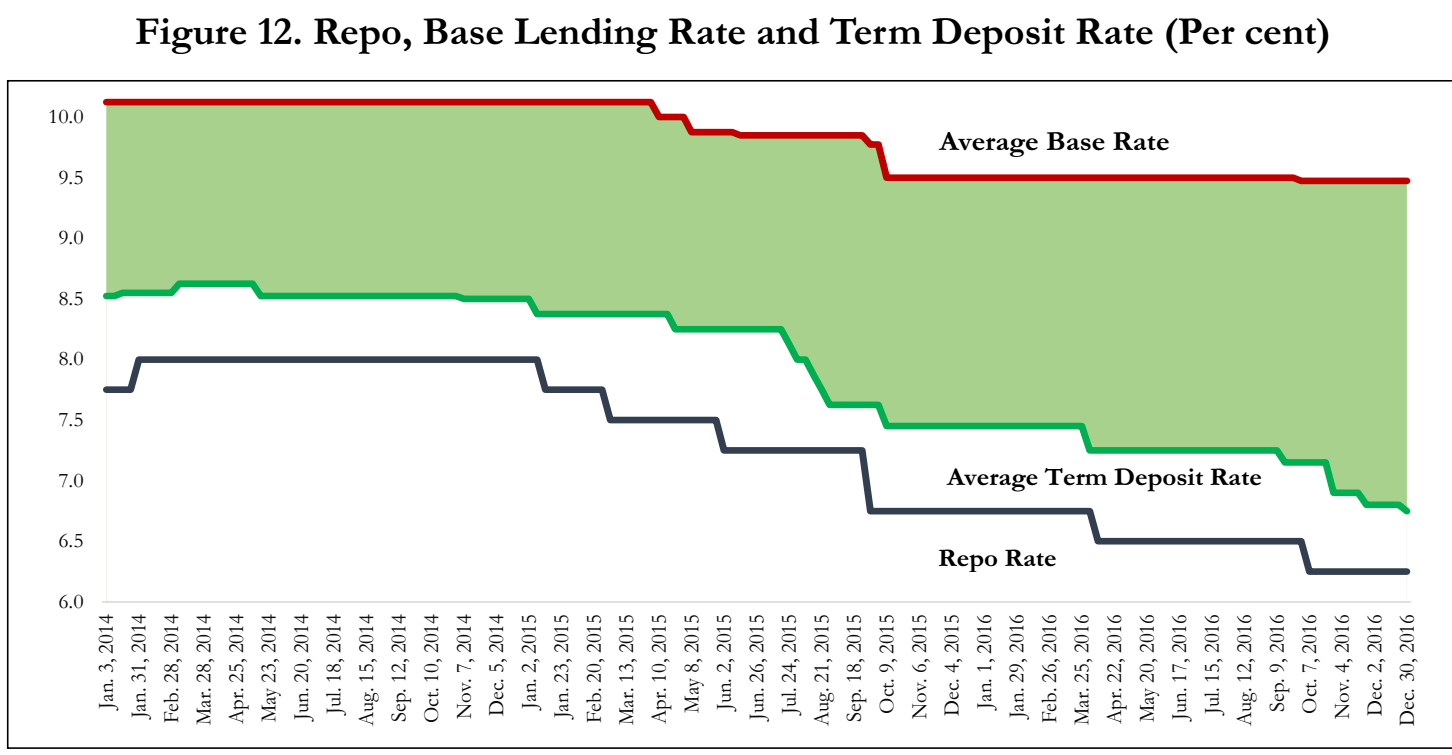 Figure 12. Repo, Base Lending Rate and Term Deposit Rate (Per cent)
10.0
9.5
9.0
8.5
8.0
7.5
7.0
6.5
6.0
Average Base Rate
Average Term Deposit Rate
Repo Rate
Jan. 3, 2014
Jan. 31, 2014
Feb. 28, 2014
Mar. 28, 2014
Apr. 25, 2014
May 23, 2014
Jun. 20, 2014
Jul. 18, 2014
Aug. 15, 2014
Sep. 12, 2014
Oct. 10, 2014
Nov. 7, 2014
Dec. 5, 2014
Jan. 2, 2015
Jan. 23, 2015
Feb. 20, 2015
Mar. 13, 2015
Apr. 10, 2015
May 8, 2015
Jun. 2, 2015
Jun. 26, 2015
Jul. 24, 2015
Aug. 21, 2015
Sep. 18, 2015
Oct. 9, 2015
Nov. 6, 2015
Dec. 4, 2015
Jan. 1, 2016
Jan. 29, 2016
Feb. 26, 2016
Mar. 25, 2016
Apr. 22, 2016
May 20, 2016
Jun. 17, 2016
Jul. 15, 2016
Aug. 12, 2016
Sep. 9, 2016
Oct. 7, 2016
Nov. 4, 2016
Dec. 2, 2016
Dec. 30, 2016